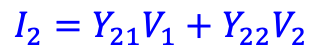 I₂ = Y₂₁V₁ + Y₂₂V₂